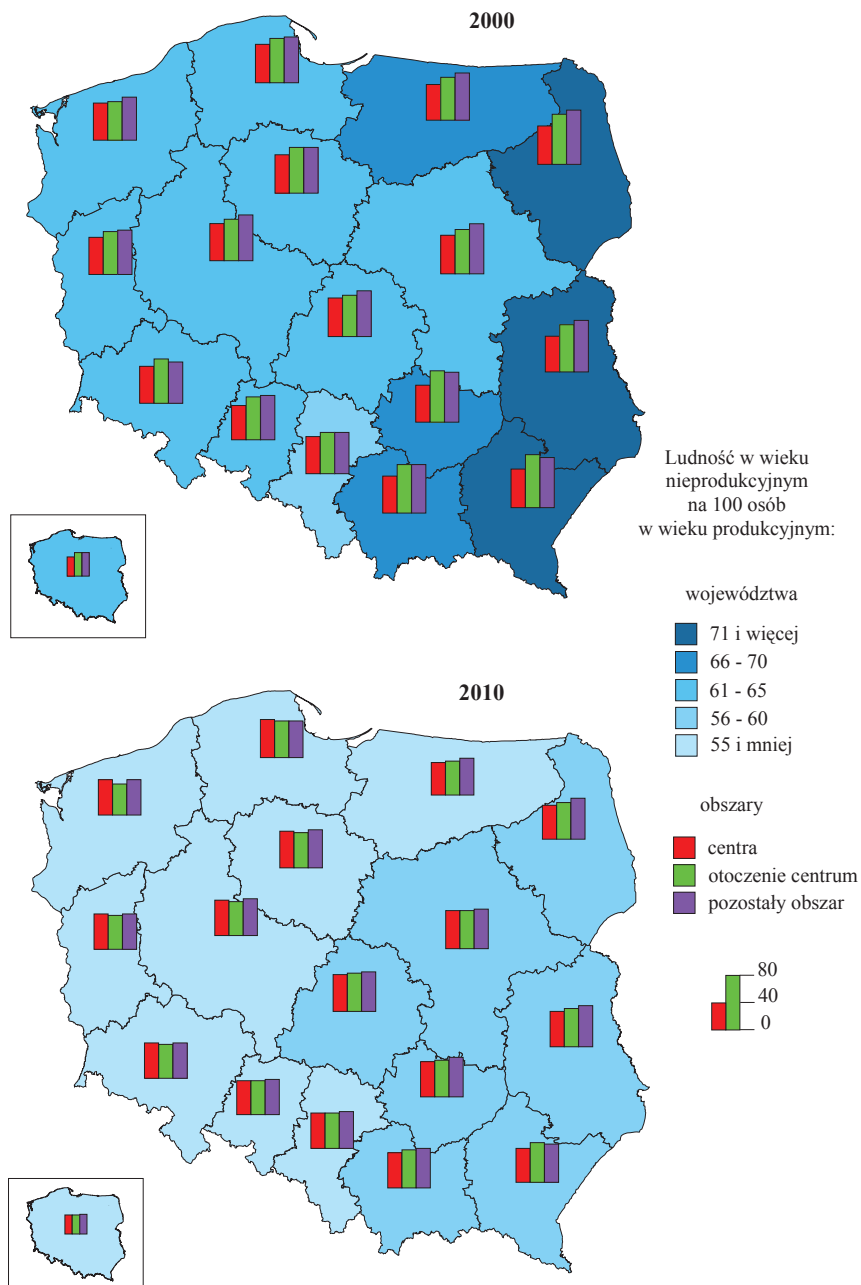 2000
Ludność w wieku
nieprodukcyjnym
na 100 osób
w wieku produkcyjnym:
województwa
71 i więcej
66 - 70
61 - 65
56 - 60
55 i mniej
2010
obszary
centra
otoczenie centrum
pozostały obszar
80
40
0